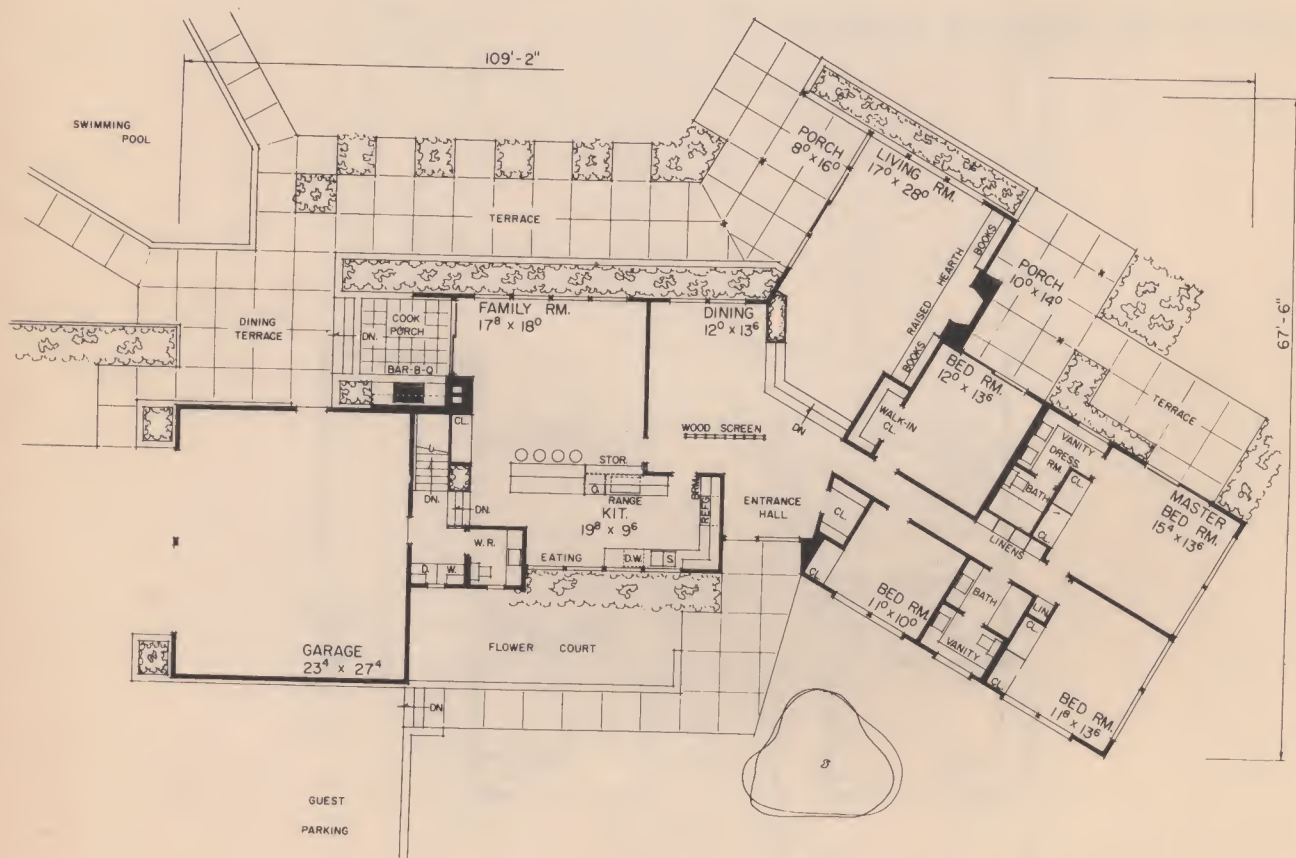 109'-2"
SWIMMING
POOL
PORCH
8⁰ x 16⁰
LIVING RM.
17⁰ x 28⁰
67'-6"
TERRACE
BOOKS
HEARTH
RAISED
BOOKS
PORCH
10⁰ x 14⁰
DINING
TERRACE
DN.
COOK
PORCH
BAR-B-Q
FAMILY RM.
17⁸ x 18⁰
DINING
12⁰ x 13⁶
BED RM.
12⁰ x 13⁶
TERRACE
WALK-IN
CL.
DN
WOOD SCREEN
CL.
STOR.
O.
RANGE
KIT.
19⁸ x 9⁶
BRM.
REFG
ENTRANCE
HALL
DN.
DN.
W.R.
EATING
D.W.
S.
D.
W.
VANITY
DRESS.
RM.
BATH
CL.
CL.
LINENS
MASTER
BED RM.
15⁴ x 13⁶
CL.
CL.
BED RM.
11⁰ x 10⁰
BATH
VANITY
LIN.
CL.
CL.
BED RM.
11⁸ x 13⁶
GARAGE
23⁴ x 27⁴
FLOWER COURT
DN
GUEST
PARKING